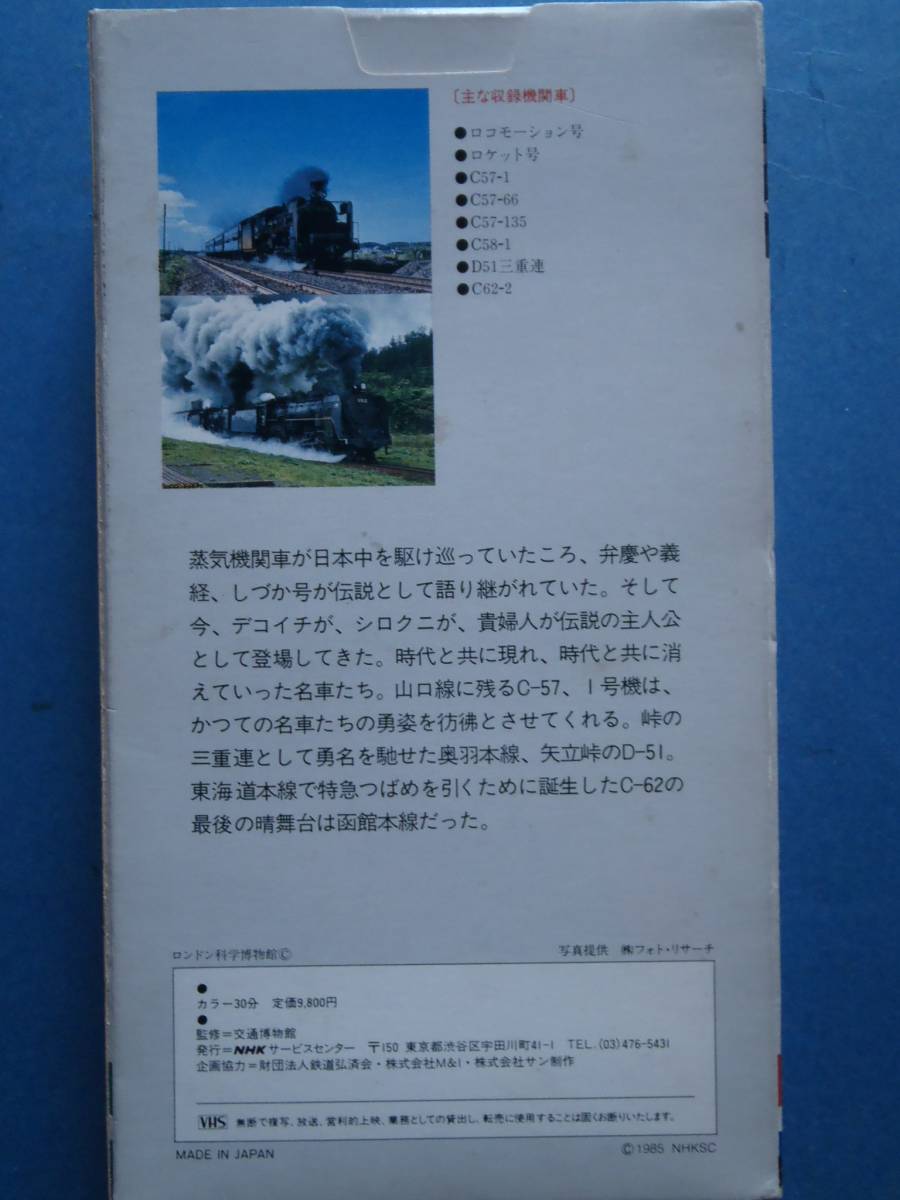 〔主な収録機関車〕
●ロコモーション号
●ロケット号
●C57-1
●C57-66
●C57-135
●C58-1
●D51三重連
●C62-2
蒸気機関車が日本中を駆け巡っていたころ、弁慶や義
経、しづか号が伝説として語り継がれていた。そして
今、デコイチが、シロクニが、貴婦人が伝説の主人公
として登場してきた。時代と共に現れ、時代と共に消
えていった名車たち。山口線に残るC-57、1号機は、
かつての名車たちの勇姿を彷彿とさせてくれる。峠の
三重連として勇名を馳せた奥羽本線、矢立峠のD-51。
東海道本線で特急つばめを引くために誕生したC-62の
最後の晴舞台は函館本線だった。
ロンドン科学博物館Ⓒ
写真提供 ㈱フォト・リサーチ
●
カラー30分 定価9,800円
●
監修=交通博物館
発行=NHKサービスセンター 〒150 東京都渋谷区宇田川町41-1 TEL.(03)476-5431
企画協力=財団法人鉄道弘済会・株式会社M&I・株式会社サン制作
VHS 無断で複写、放送、営利的上映、業務としての貸出し、転売に使用することは固くお断りいたします。
MADE IN JAPAN
©1985 NHKSC